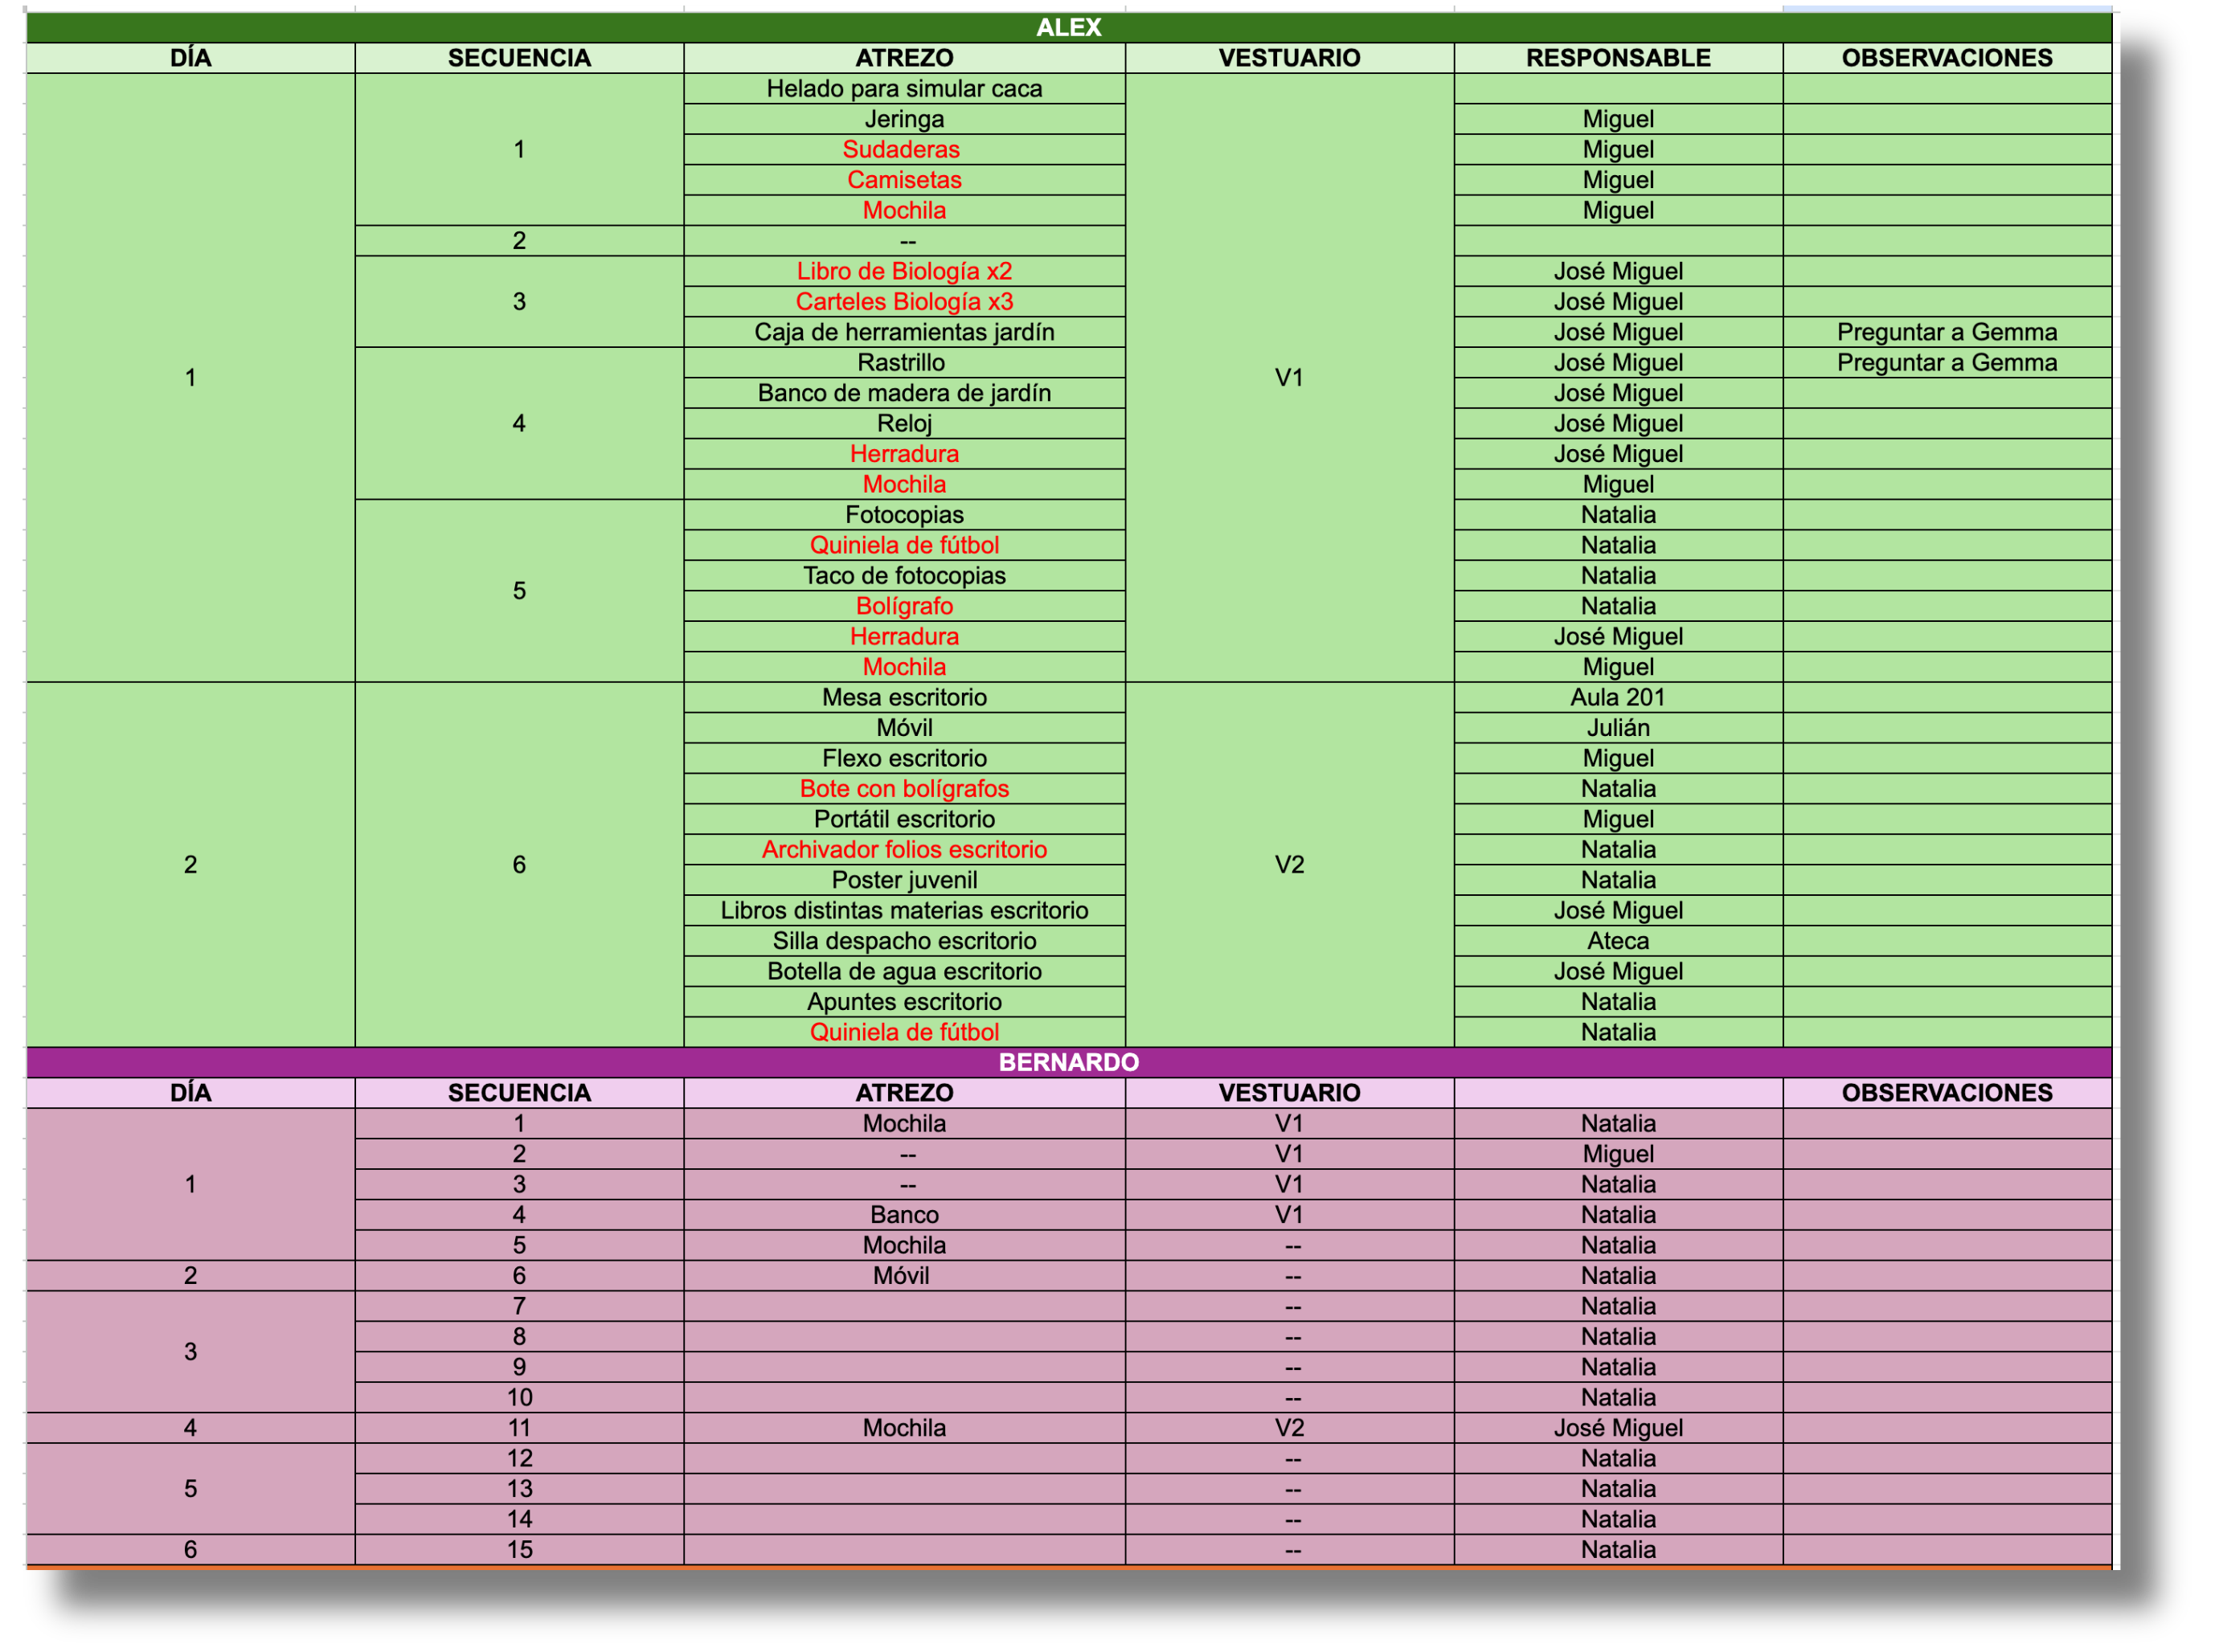 ALEX
DÍA SECUENCIA ATREZO VESTUARIO RESPONSABLE OBSERVACIONES
Helado para simular caca
Jeringa Miguel
1 Sudaderas Miguel
Camisetas Miguel
Mochila Miguel
2 --
Libro de Biología x2 José Miguel
3 Carteles Biología x3 José Miguel
Caja de herramientas jardín José Miguel Preguntar a Gemma
Rastrillo José Miguel Preguntar a Gemma
1 V1
Banco de madera de jardín José Miguel
4 Reloj José Miguel
Herradura José Miguel
Mochila Miguel
Fotocopias Natalia
Quiniela de fútbol Natalia
Taco de fotocopias Natalia
5
Bolígrafo Natalia
Herradura José Miguel
Mochila Miguel
Mesa escritorio Aula 201
Móvil Julián
Flexo escritorio Miguel
Bote con bolígrafos Natalia
Portátil escritorio Miguel
Archivador folios escritorio Natalia
2 6 V2
Poster juvenil Natalia
Libros distintas materias escritorio José Miguel
Silla despacho escritorio Ateca
Botella de agua escritorio José Miguel
Apuntes escritorio Natalia
Quiniela de fútbol Natalia
BERNARDO
DÍA SECUENCIA ATREZO VESTUARIO OBSERVACIONES
1 Mochila V1 Natalia
2 -- V1 Miguel
1 3 -- V1 Natalia
4 Banco V1 Natalia
5 Mochila -- Natalia
2 6 Móvil -- Natalia
7 -- Natalia
8 -- Natalia
3
9 -- Natalia
10 -- Natalia
4 11 Mochila V2 José Miguel
12 -- Natalia
5 13 -- Natalia
14 -- Natalia
6 15 -- Natalia